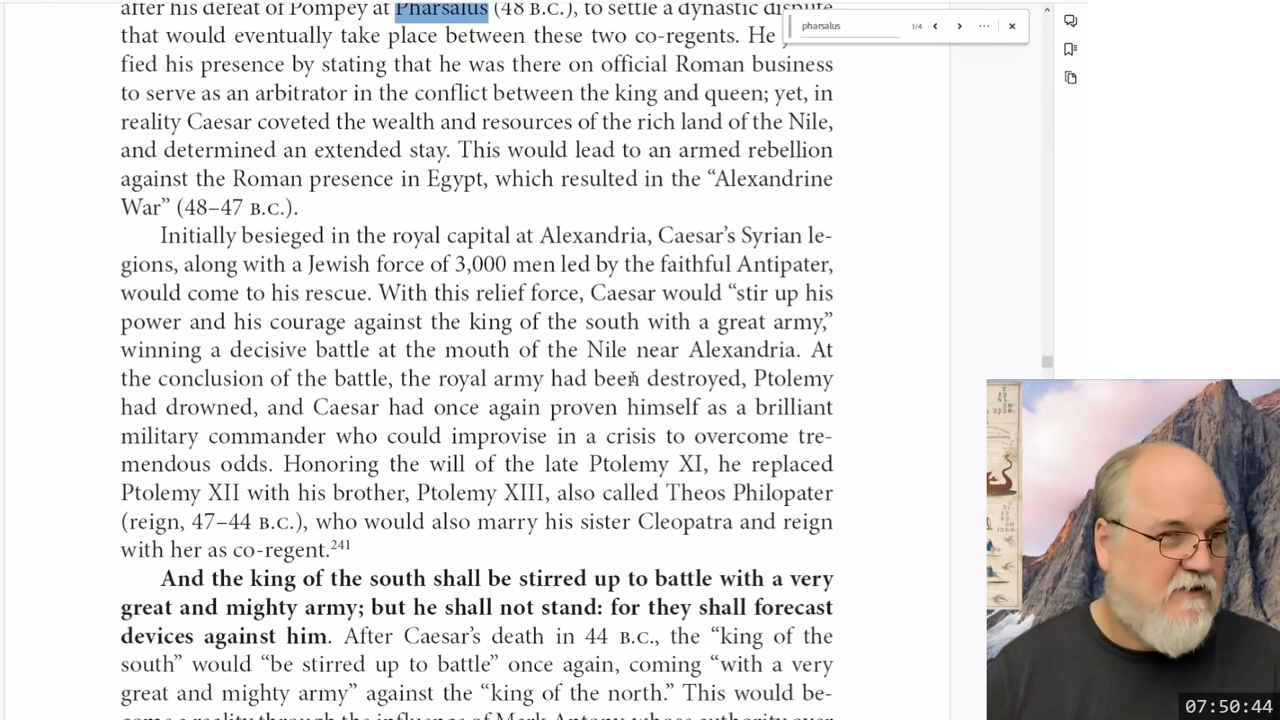 after his defeat of Pompey at Pharsalus (48 B.C.), to settle a dynastic dispute
pharsalus
1/4
that would eventually take place between these two co-regents. He
fied his presence by stating that he was there on official Roman business
to serve as an arbitrator in the conflict between the king and queen; yet, in
reality Caesar coveted the wealth and resources of the rich land of the Nile,
and determined an extended stay. This would lead to an armed rebellion
against the Roman presence in Egypt, which resulted in the “Alexandrine
War” (48–47 B.C.).
Initially besieged in the royal capital at Alexandria, Caesar’s Syrian le-
gions, along with a Jewish force of 3,000 men led by the faithful Antipater,
would come to his rescue. With this relief force, Caesar would “stir up his
power and his courage against the king of the south with a great army,”
winning a decisive battle at the mouth of the Nile near Alexandria. At
the conclusion of the battle, the royal army had been destroyed, Ptolemy
had drowned, and Caesar had once again proven himself as a brilliant
military commander who could improvise in a crisis to overcome tre-
mendous odds. Honoring the will of the late Ptolemy XI, he replaced
Ptolemy XII with his brother, Ptolemy XIII, also called Theos Philopater
(reign, 47–44 B.C.), who would also marry his sister Cleopatra and reign
with her as co-regent.241
And the king of the south shall be stirred up to battle with a very
great and mighty army; but he shall not stand: for they shall forecast
devices against him. After Caesar’s death in 44 B.C., the “king of the
south” would “be stirred up to battle” once again, coming “with a very
great and mighty army” against the “king of the north.” This would be-
come a reality through the influence of Mark Antony, whose authority over
07:50:44